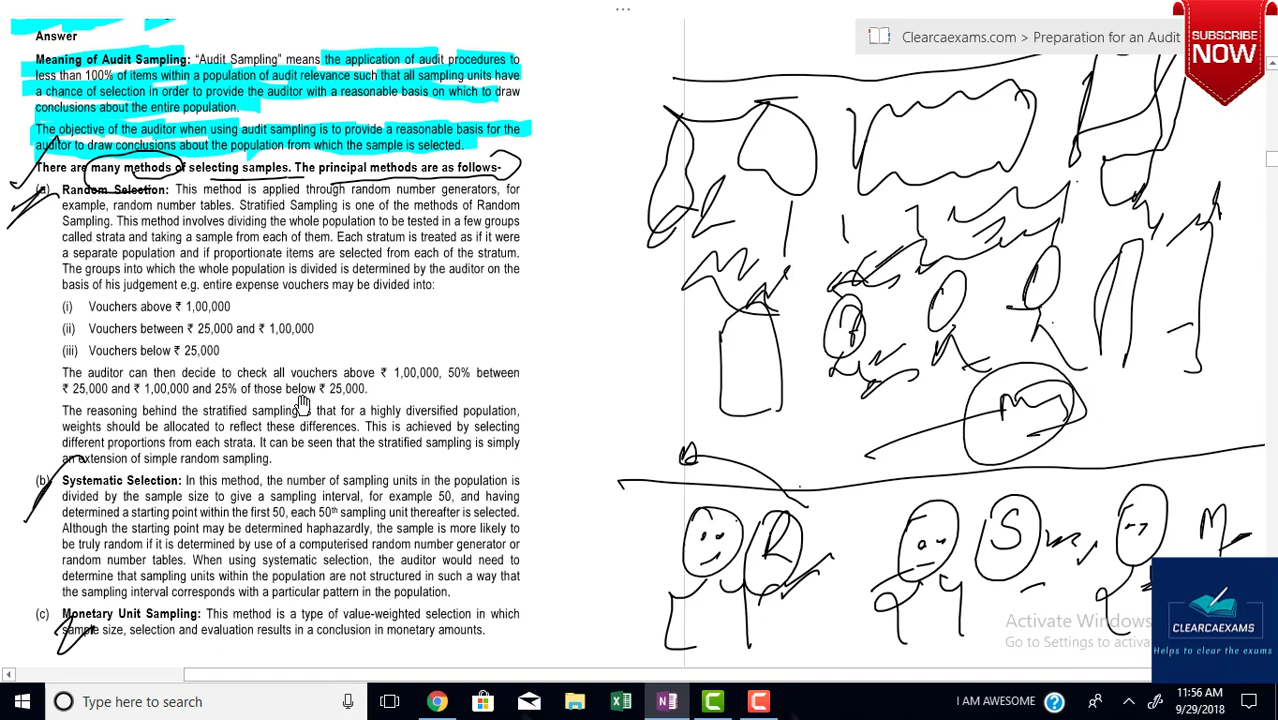 Clearcaexams.com > Preparation for an Audit
SUBSCRIBE
NOW
Answer
Meaning of Audit Sampling: “Audit Sampling” means the application of audit procedures to
less than 100% of items within a population of audit relevance such that all sampling units have
a chance of selection in order to provide the auditor with a reasonable basis on which to draw
conclusions about the entire population.
The objective of the auditor when using audit sampling is to provide a reasonable basis for the
auditor to draw conclusions about the population from which the sample is selected.
There are many methods of selecting samples. The principal methods are as follows-
(a) Random Selection: This method is applied through random number generators, for
example, random number tables. Stratified Sampling is one of the methods of Random
Sampling. This method involves dividing the whole population to be tested in a few groups
called strata and taking a sample from each of them. Each stratum is treated as if it were
a separate population and if proportionate items are selected from each of the stratum.
The groups into which the whole population is divided is determined by the auditor on the
basis of his judgement e.g. entire expense vouchers may be divided into:
(i) Vouchers above ₹ 1,00,000
(ii) Vouchers between ₹ 25,000 and ₹ 1,00,000
(iii) Vouchers below ₹ 25,000
The auditor can then decide to check all vouchers above ₹ 1,00,000, 50% between
₹ 25,000 and ₹ 1,00,000 and 25% of those below ₹ 25,000.
The reasoning behind the stratified sampling that for a highly diversified population,
weights should be allocated to reflect these differences. This is achieved by selecting
different proportions from each strata. It can be seen that the stratified sampling is simply
an extension of simple random sampling.
(b) Systematic Selection: In this method, the number of sampling units in the population is
divided by the sample size to give a sampling interval, for example 50, and having
determined a starting point within the first 50, each 50th sampling unit thereafter is selected.
Although the starting point may be determined haphazardly, the sample is more likely to
be truly random if it is determined by use of a computerised random number generator or
random number tables. When using systematic selection, the auditor would need to
determine that sampling units within the population are not structured in such a way that
the sampling interval corresponds with a particular pattern in the population.
(c) Monetary Unit Sampling: This method is a type of value-weighted selection in which
sample size, selection and evaluation results in a conclusion in monetary amounts.
R
S
M
Activate Windows
Go to Settings to activa
CLEARCAEXAMS
Helps to clear the exams
Type here to search
I AM AWESOME
11:56 AM
9/29/2018